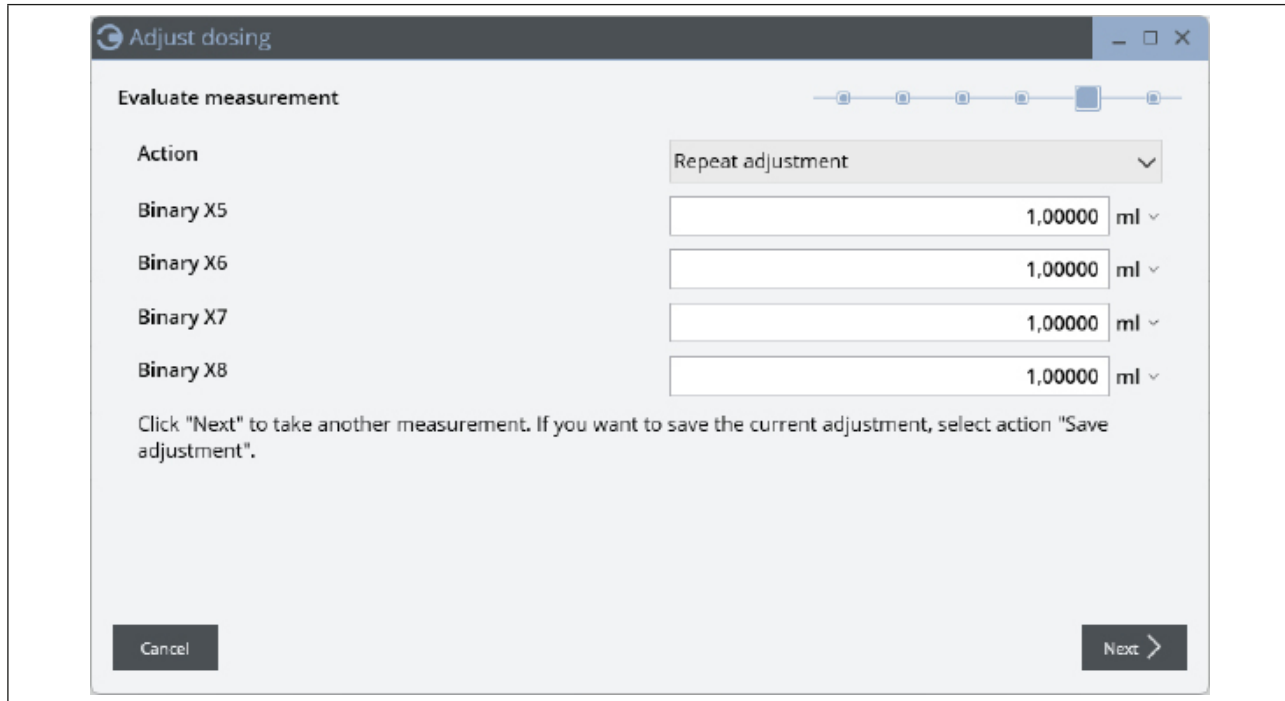 Adjust dosing
Evaluate measurement
Action
Repeat adjustment
Binary X5
1,00000 ml
Binary X6
1,00000 ml
Binary X7
1,00000 ml
Binary X8
1,00000 ml
Click "Next" to take another measurement. If you want to save the current adjustment, select action "Save
adjustment".
Cancel
Next